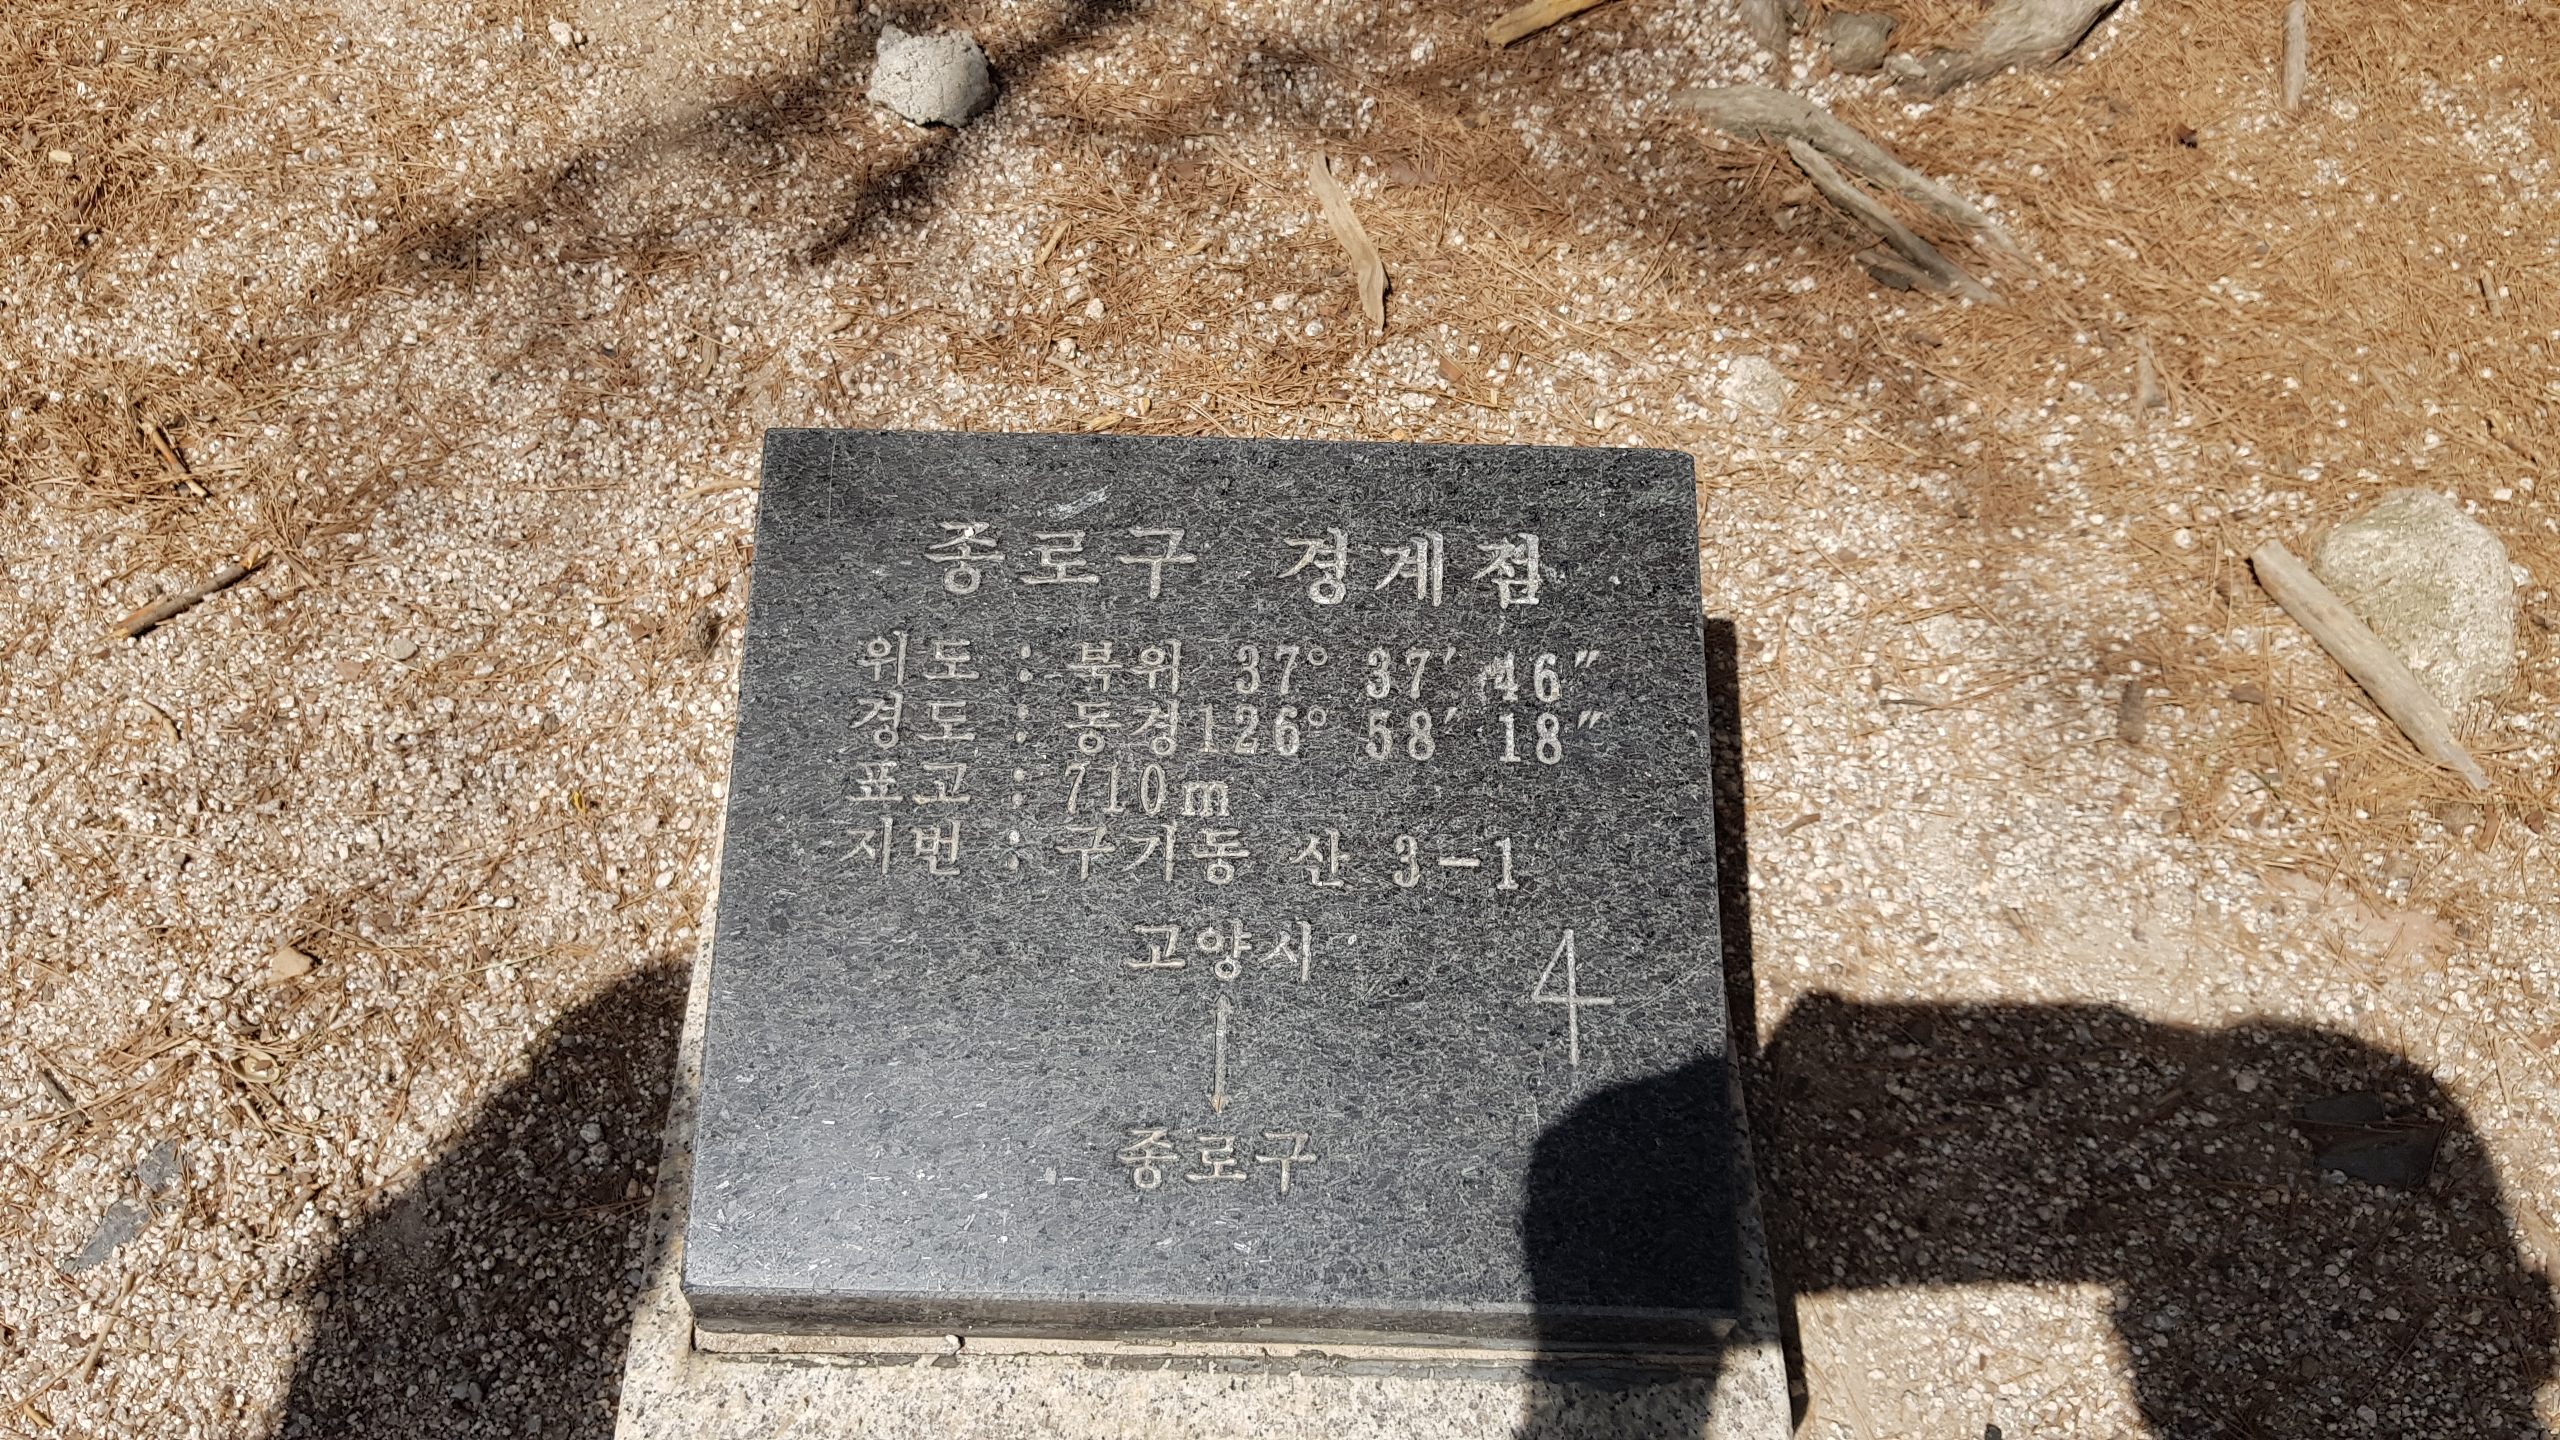 종로구 경계점
위도 : 북위 37° 37′ 46″
경도 : 동경126° 58′ 18″
표고 : 710m
지번 : 구기동 산 3-1
고양시
4
종로구